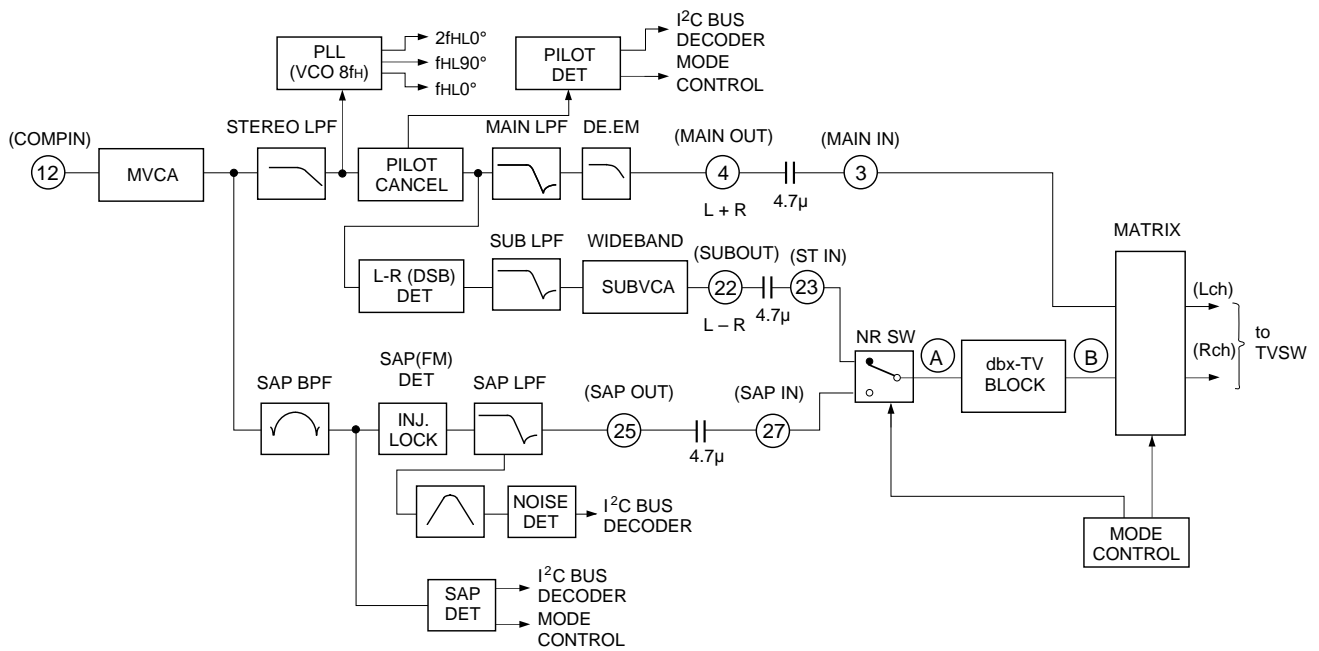 I²C BUS
DECODER
MODE
CONTROL
PLL
(VCO 8fH)
2fHL0°
fHL90°
fHL0°
PILOT
DET
(COMPIN)
12
MVCA
STEREO LPF
PILOT
CANCEL
MAIN LPF
DE.EM
(MAIN OUT)
4
L + R
4.7µ
(MAIN IN)
3
L-R (DSB)
DET
SUB LPF
WIDEBAND
SUBVCA
(SUBOUT)
22
L – R
4.7µ
(ST IN)
23
MATRIX
(Lch)
(Rch)
to
TVSW
NR SW
A
dbx-TV
BLOCK
B
SAP BPF
SAP(FM)
DET
INJ.
LOCK
SAP LPF
(SAP OUT)
25
4.7µ
(SAP IN)
27
NOISE
DET
I²C BUS
DECODER
MODE
CONTROL
SAP
DET
I²C BUS
DECODER
MODE
CONTROL